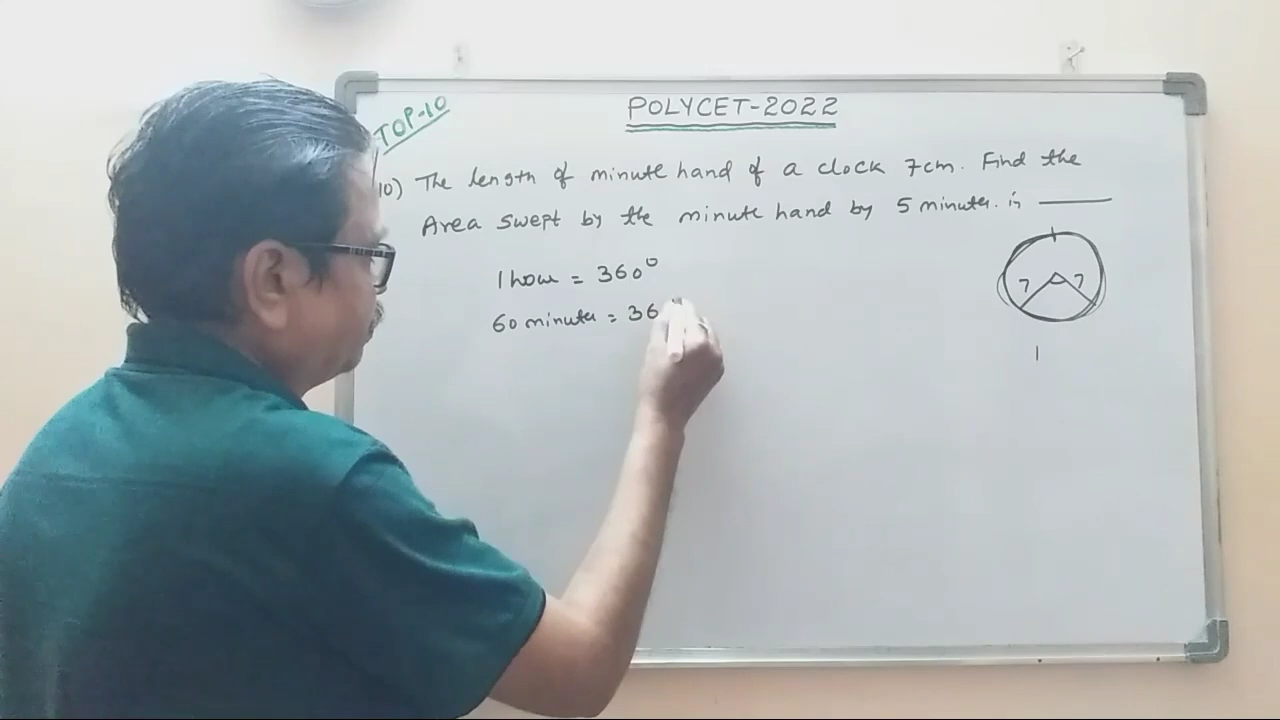 TOP-10
POLYCET-2022
10) The length of minute hand of a clock 7cm. Find the
Area swept by the minute hand by 5 minutes. is
1 hour = 360°
60 minutes = 36
7 7
1